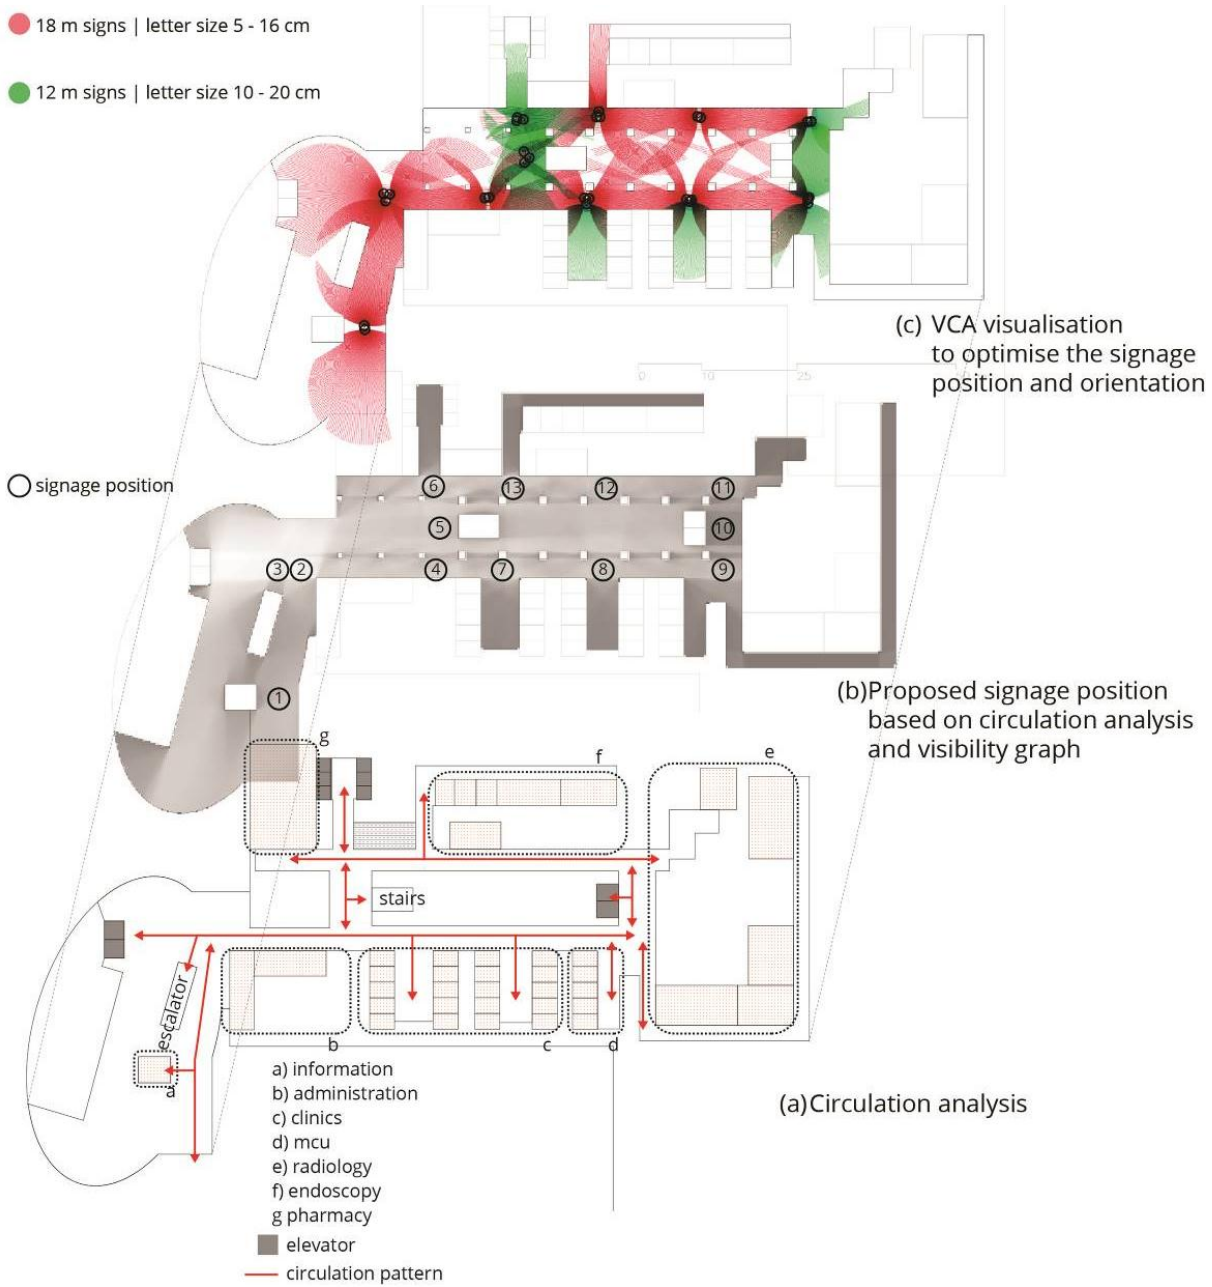 18 m signs | letter size 5 - 16 cm
12 m signs | letter size 10 - 20 cm
(c) VCA visualisation
to optimise the signage
position and orientation
0 10 25
signage position
6 13 12 11
5 10
3 2 4 7 8 9
1
(b)Proposed signage position
based on circulation analysis
and visibility graph
g
f
e
stairs
escalator
a
b
c
d
a) information
b) administration
c) clinics
d) mcu
e) radiology
f) endoscopy
g pharmacy
elevator
circulation pattern
(a)Circulation analysis